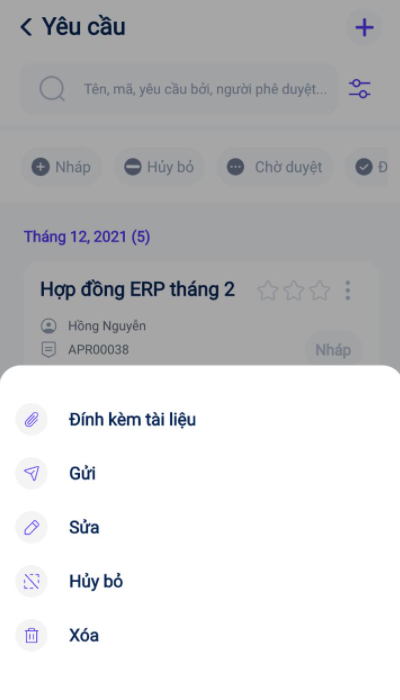 Yêu cầu
Tên, mã, yêu cầu bởi, người phê duyệt...
Nháp
Hủy bỏ
Chờ duyệt
Đ
Tháng 12, 2021 (5)
Hợp đồng ERP tháng 2
Hồng Nguyễn
APR00038
Nháp
Đính kèm tài liệu
Gửi
Sửa
Hủy bỏ
Xóa